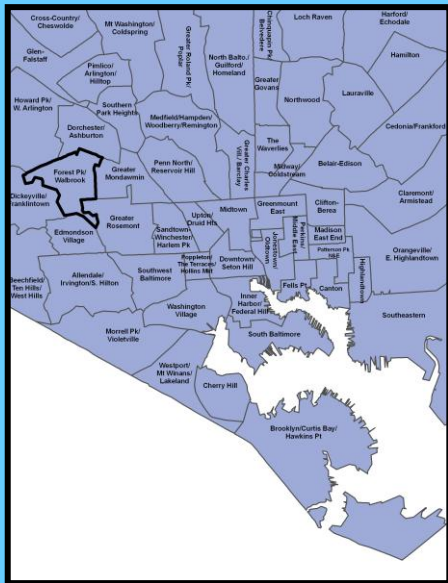 Cross-Country/
Cheswolde
Mt Washington/
Coldspring
Greater Roland Pk/
Poplar
Chinquapin Pk/
Belvedere
Loch Raven
Harford/
Echodale
Glen-
Falstaff
Pimlico/
Arlington/
Hilltop
North Balto./
Guilford/
Homeland
Greater
Govans
Hamilton
Howard Pk/
W. Arlington
Southern
Park Heights
Northwood
Lauraville
Dorchester/
Ashburton
Medfield/Hampden/
Woodberry/Remington
Cedonia/Frankford
Greater Charles
Vill / Barclay
The
Waverlies
Forest Pk/
Walbrook
Greater
Mondawmin
Penn North/
Reservoir Hill
Midway/
Coldstream
Belair-Edison
Dickeyville/
Franklintown
Claremont/
Armistead
Edmondson
Village
Greater
Rosemont
Sandtown-
Winchester/
Harlem Pk
Upton/
Druid Hts
Midtown
Greenmount
East
Clifton-
Berea
Perkins/
Middle East
Madison
East End
Jonestown/
Oldtown
Patterson Pk
N&E
Orangeville/
E. Highlandtown
Highlandtown
Beechfield/
Ten Hills/
West Hills
Allendale/
Irvington/S. Hilton
Southwest
Baltimore
Poppleton/
The Terraces/
Hollins Mkt
Downtown/
Seton Hill
Fells Pt
Canton
Washington
Village
Inner
Harbor/
Federal Hill
Southeastern
Morrell Pk/
Violetville
South Baltimore
Westport/
Mt Winans/
Lakeland
Cherry Hill
Brooklyn/Curtis Bay/
Hawkins Pt